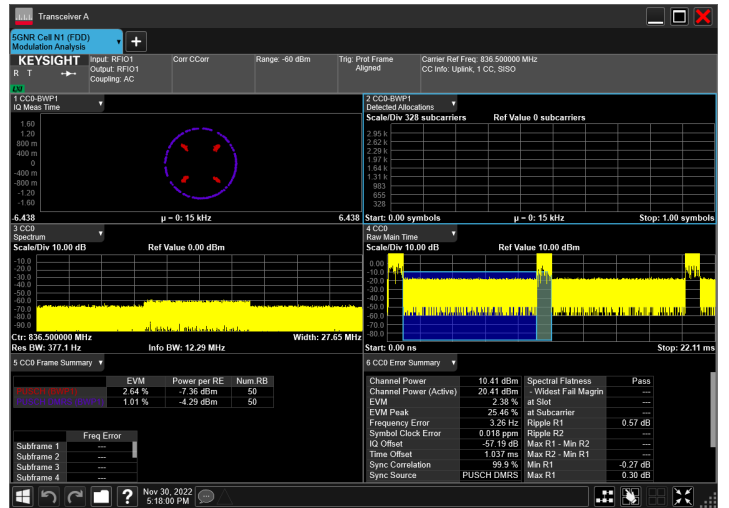 Transceiver A
5GNR Cell N1 (FDD)
Modulation Analysis
KEYSIGHT
R T
LXI
Input: RFIO1
Output: RFIO1
Coupling: AC
Corr CCorr
Range: -60 dBm
Trig: Prot Frame
Aligned
Carrier Ref Freq: 836.500000 MHz
CC Info: Uplink, 1 CC, SISO
1 CC0-BWP1
IQ Meas Time
1.60
1.20
800 m
400 m
0
-400 m
-800 m
-1.20
-1.60
-6.438
μ = 0: 15 kHz
6.438
2 CC0-BWP1
Detected Allocations
Scale/Div 328 subcarriers
Ref Value 0 subcarriers
2.95 k
2.62 k
2.29 k
1.97 k
1.64 k
1.31 k
983
655
328
Start: 0.00 symbols
μ = 0: 15 kHz
Stop: 1.00 symbols
3 CC0
Spectrum
Scale/Div 10.00 dB
Ref Value 0.00 dBm
-10.0
-20.0
-30.0
-40.0
-50.0
-60.0
-70.0
-80.0
-90.0
Ctr: 836.500000 MHz
Width: 27.65 MHz
Res BW: 377.1 Hz
Info BW: 12.29 MHz
4 CC0
Raw Main Time
Scale/Div 10.00 dB
Ref Value 10.00 dBm
0.00
-10.0
-20.0
-30.0
-40.0
-50.0
-60.0
-70.0
-80.0
Start: 0.00 ns
Stop: 22.11 ms
5 CC0 Frame Summary
EVM Power per RE Num.RB
PUSCH (BWP1) 2.64 % -7.36 dBm 50
1.01 % -4.29 dBm 50
Freq Error
Subframe 1 ---
Subframe 2 ---
Subframe 3 ---
Subframe 4 ---
6 CC0 Error Summary
Channel Power 10.41 dBm Spectral Flatness Pass
Channel Power (Active) 20.41 dBm - Widest Fail Magrin ---
EVM 2.38 % at Slot ---
EVM Peak 25.46 % at Subcarrier ---
Frequency Error 3.26 Hz Ripple R1 0.57 dB
Symbol Clock Error 0.018 ppm Ripple R2 ---
IQ Offset -57.19 dB Max R1 - Min R2 ---
Time Offset 1.037 ms Max R2 - Min R1 ---
Sync Correlation 99.9 % Min R1 -0.27 dB
Sync Source PUSCH DMRS Max R1 0.30 dB
Nov 30, 2022
5:18:00 PM